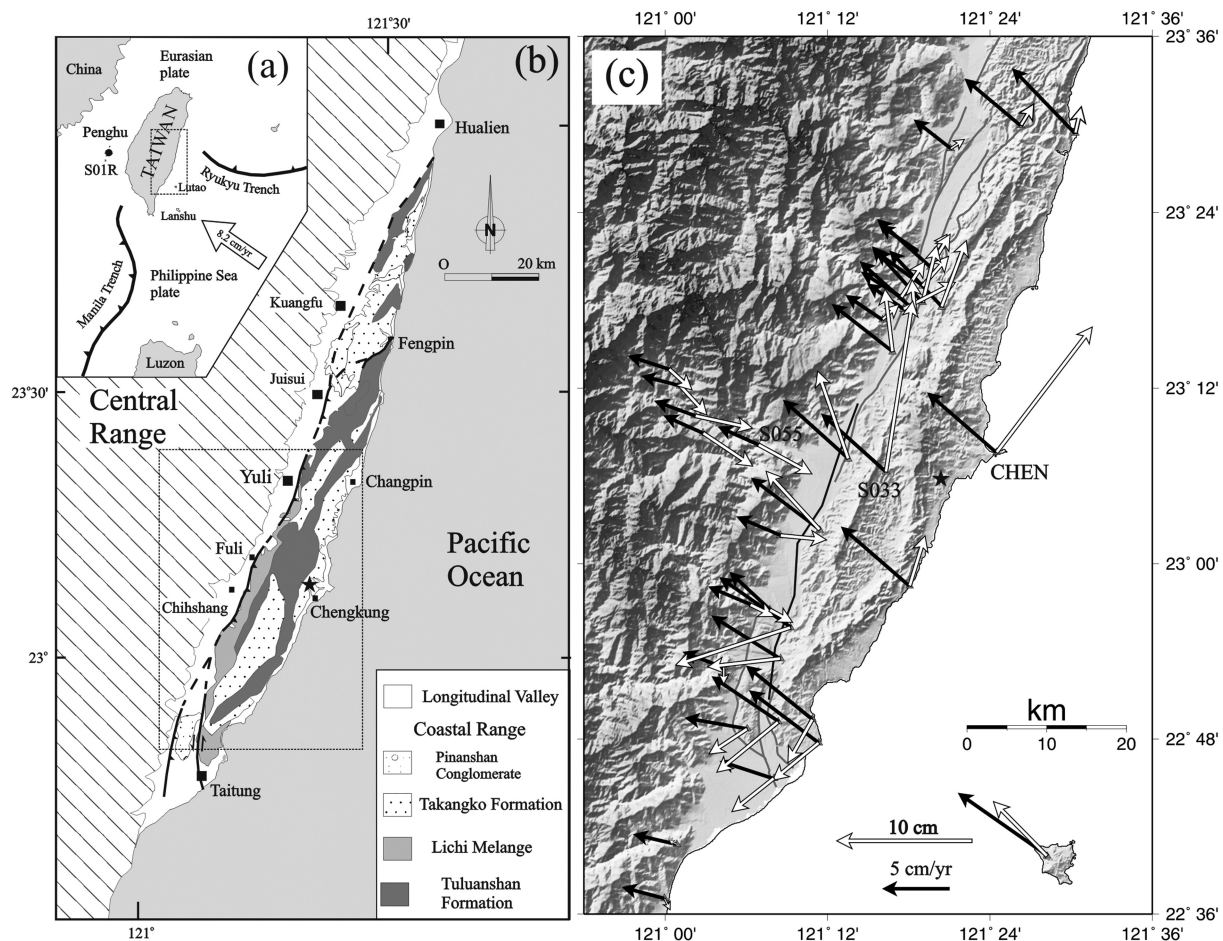 121°30'
(a)
China
Eurasian
plate
Penghu
S01R
TAIWAN
Ryukyu Trench
Lutao
Lanshu
8.2 cm/yr
Manila Trench
Philippine Sea
plate
Luzon
(b)
Hualien
N
O 20 km
Kuangfu
Fengpin
Juisui
23°30'
Central
Range
Yuli
Changpin
Fuli
Pacific
Ocean
Chihshang
Chengkung
23°
Taitung
Longitudinal Valley
Coastal Range
Pinanshan
Conglomerate
Takangko Formation
Lichi Melange
Tuluanshan
Formation
121°
121° 00' 121° 12' 121° 24' 121° 36'
(c)
23° 36'
23° 24'
23° 12'
S055
S033
CHEN
23° 00'
22° 48'
km
0 10 20
10 cm
5 cm/yr
22° 36'
121° 00' 121° 12' 121° 24' 121° 36'